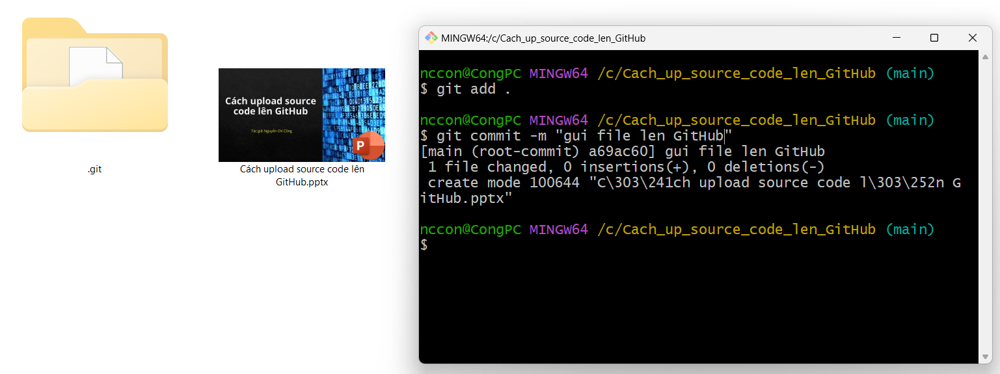 .git
Cách upload source
code lên GitHub
Tác giả: Nguyễn Chí Công
P
Cách upload source code lên
GitHub.pptx
MINGW64:/c/Cach_up_source_code_len_GitHub
nccon@CongPC MINGW64 /c/Cach_up_source_code_len_GitHub (main)
$ git add .
nccon@CongPC MINGW64 /c/Cach_up_source_code_len_GitHub (main)
$ git commit -m "gui file len GitHub"
[main (root-commit) a69ac60] gui file len GitHub
1 file changed, 0 insertions(+), 0 deletions(-)
create mode 100644 "C\303\241ch upload source code l\303\252n G
itHub.pptx"
nccon@CongPC MINGW64 /c/Cach_up_source_code_len_GitHub (main)
$